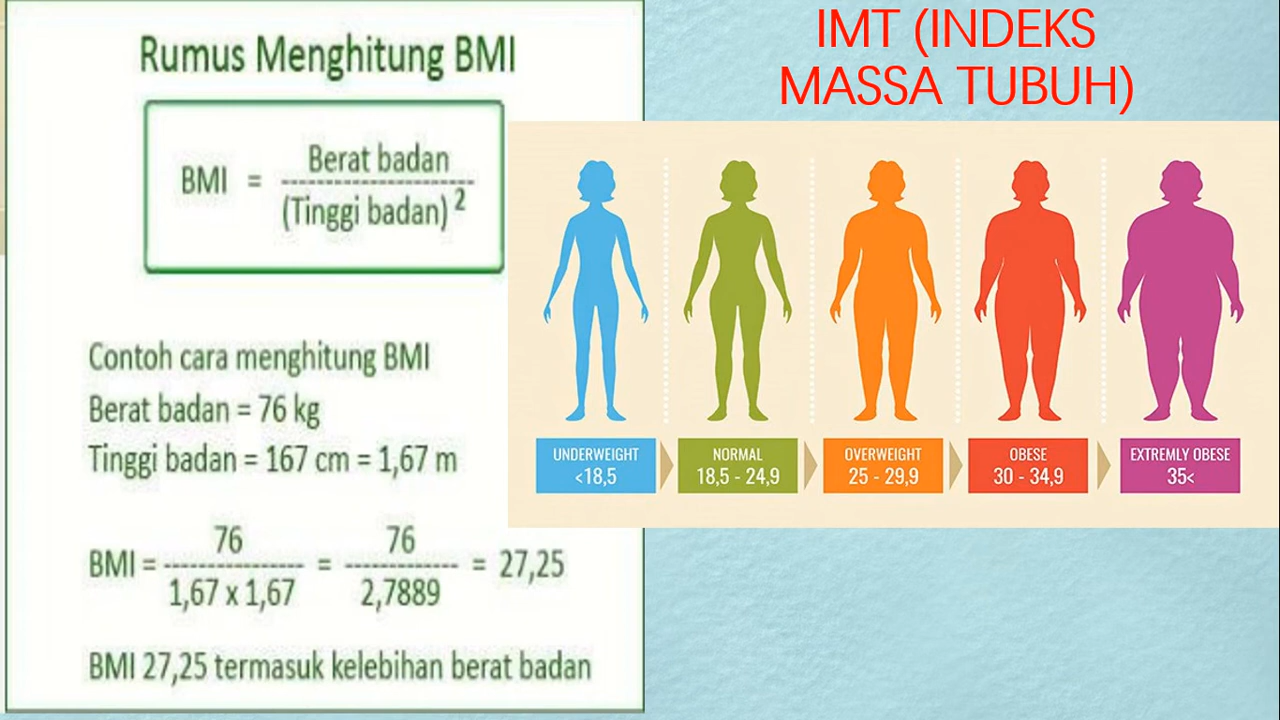 Rumus Menghitung BMI
BMI = Berat badan
(Tinggi badan) 2
Contoh cara menghitung BMI
Berat badan = 76 kg
Tinggi badan = 167 cm = 1,67 m
BMI = 76 = 76 = 27,25
1,67 x 1,67 2,7889
BMI 27,25 termasuk kelebihan berat badan
IMT (INDEKS
MASSA TUBUH)
UNDERWEIGHT
<18,5
NORMAL
18,5 - 24,9
OVERWEIGHT
25 - 29,9
OBESE
30 - 34,9
EXTREMLY OBESE
35<